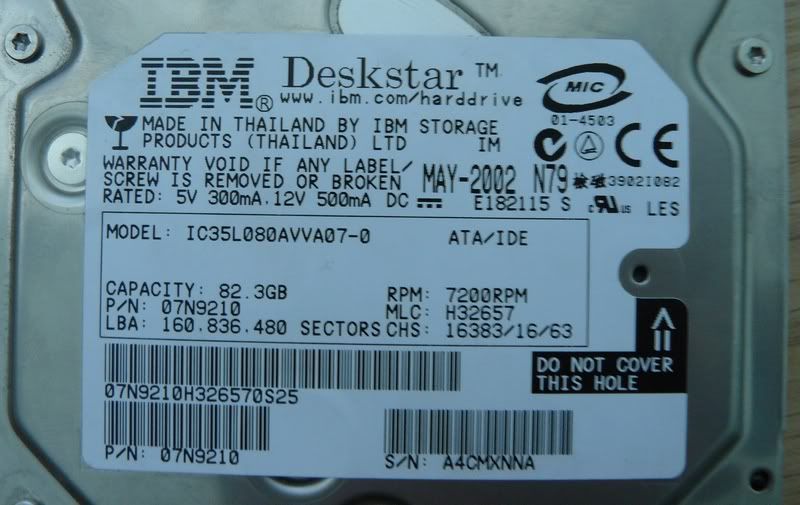 IBM® Deskstar™
www.ibm.com/harddrive
MIC
01-4503
MADE IN THAILAND BY IBM STORAGE
PRODUCTS (THAILAND) LTD IM
CE
WARRANTY VOID IF ANY LABEL/
SCREW IS REMOVED OR BROKEN
MAY-2002 N79 3902I082
RATED: 5V 300mA,12V 500mA DC
E182115 S c us LES
MODEL: IC35L080AVVA07-0 ATA/IDE
CAPACITY: 82.3GB RPM: 7200RPM
P/N: 07N9210 MLC: H32657
LBA: 160.836.480 SECTORS CHS: 16383/16/63
DO NOT COVER
THIS HOLE
07N9210H326570S25
P/N: 07N9210 S/N: A4CMXNNA